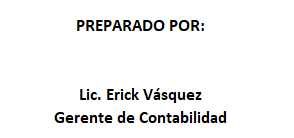 PREPARADO POR:
Lic. Erick Vásquez
Gerente de Contabilidad